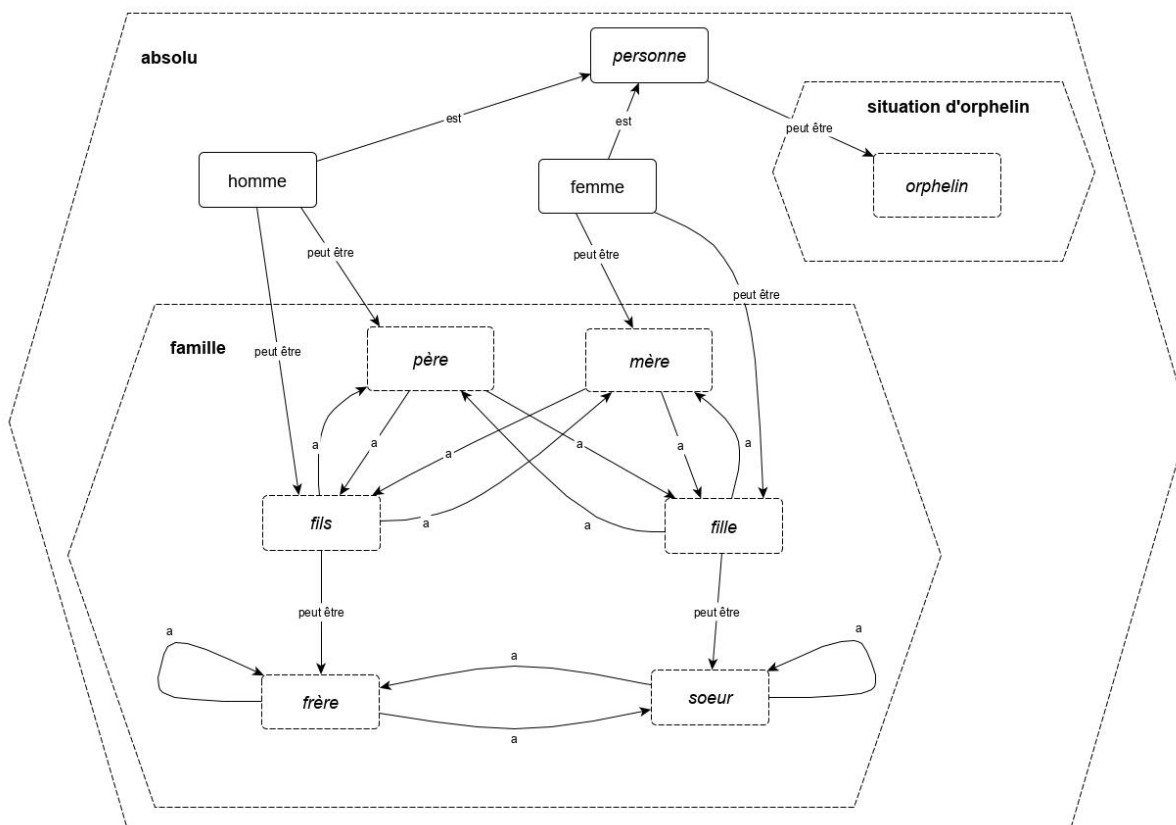 absolu
personne
situation d'orphelin
est
est
peut être
homme
femme
orphelin
peut être
peut être
peut être
famille
peut être
père
mère
a
a
a
a
a
a
fils
fille
a
a
peut être
peut être
a
a
a
frère
soeur
a